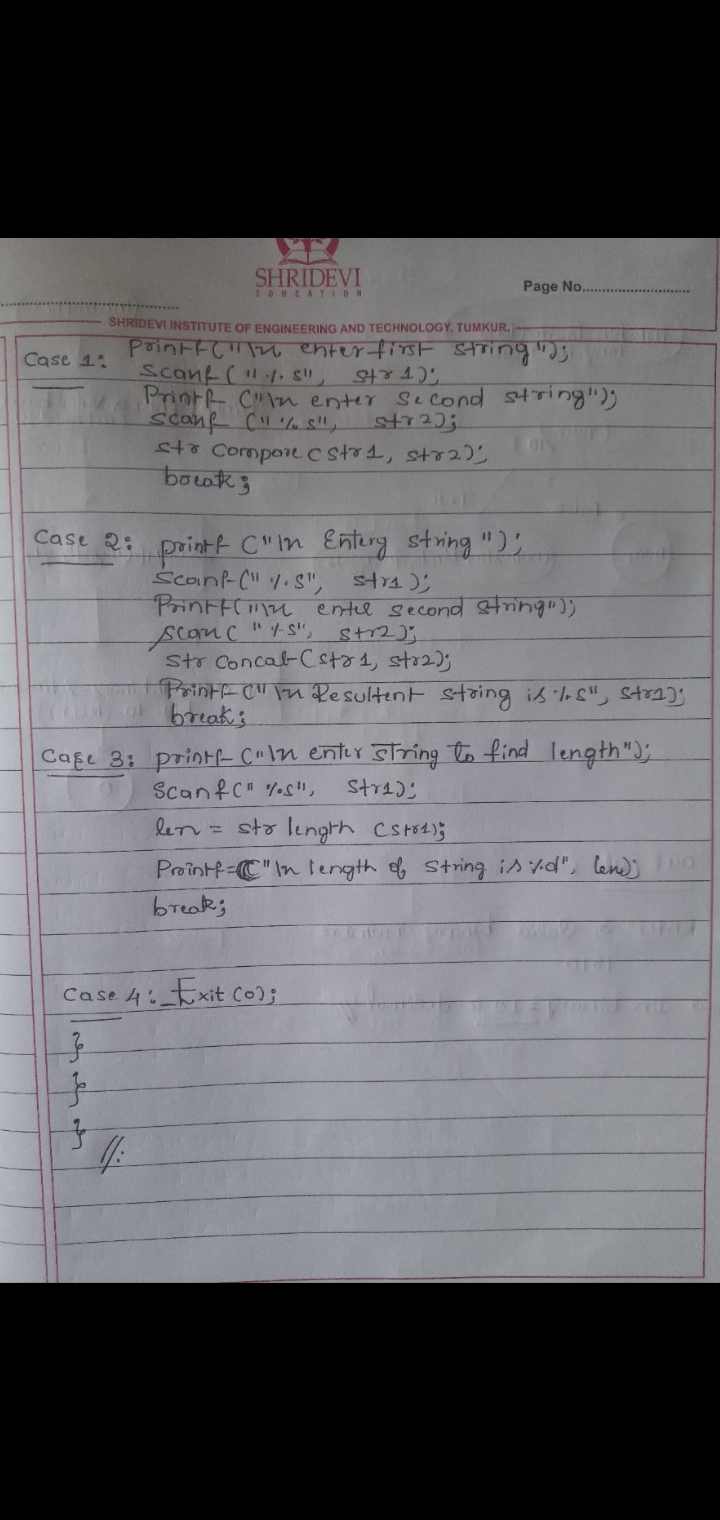 SHRIDEVI
EDUCATION
Page No...........................
SHRIDEVI INSTITUTE OF ENGINEERING AND TECHNOLOGY, TUMKUR.
Case 1: Printf("\n enter first string");
Scanf("%s", str1);
Printf("\n enter second string");
scanf("%s", str2);
str compare(str1, str2);
break;
Case 2: printf("\n Entery string");
Scanf("%s", str1);
Printf("\n enter second string");
scan("%s", str2);
str concat(str1, str2);
Printf("\n Resultent string is %s", str1);
break;
Case 3: printf("\n enter string to find length");
Scanf("%s", str1);
len = str length (str1);
Printf=("\n length of string is %d", len);
break;
Case 4: Exit(0);
}
}
}
//: